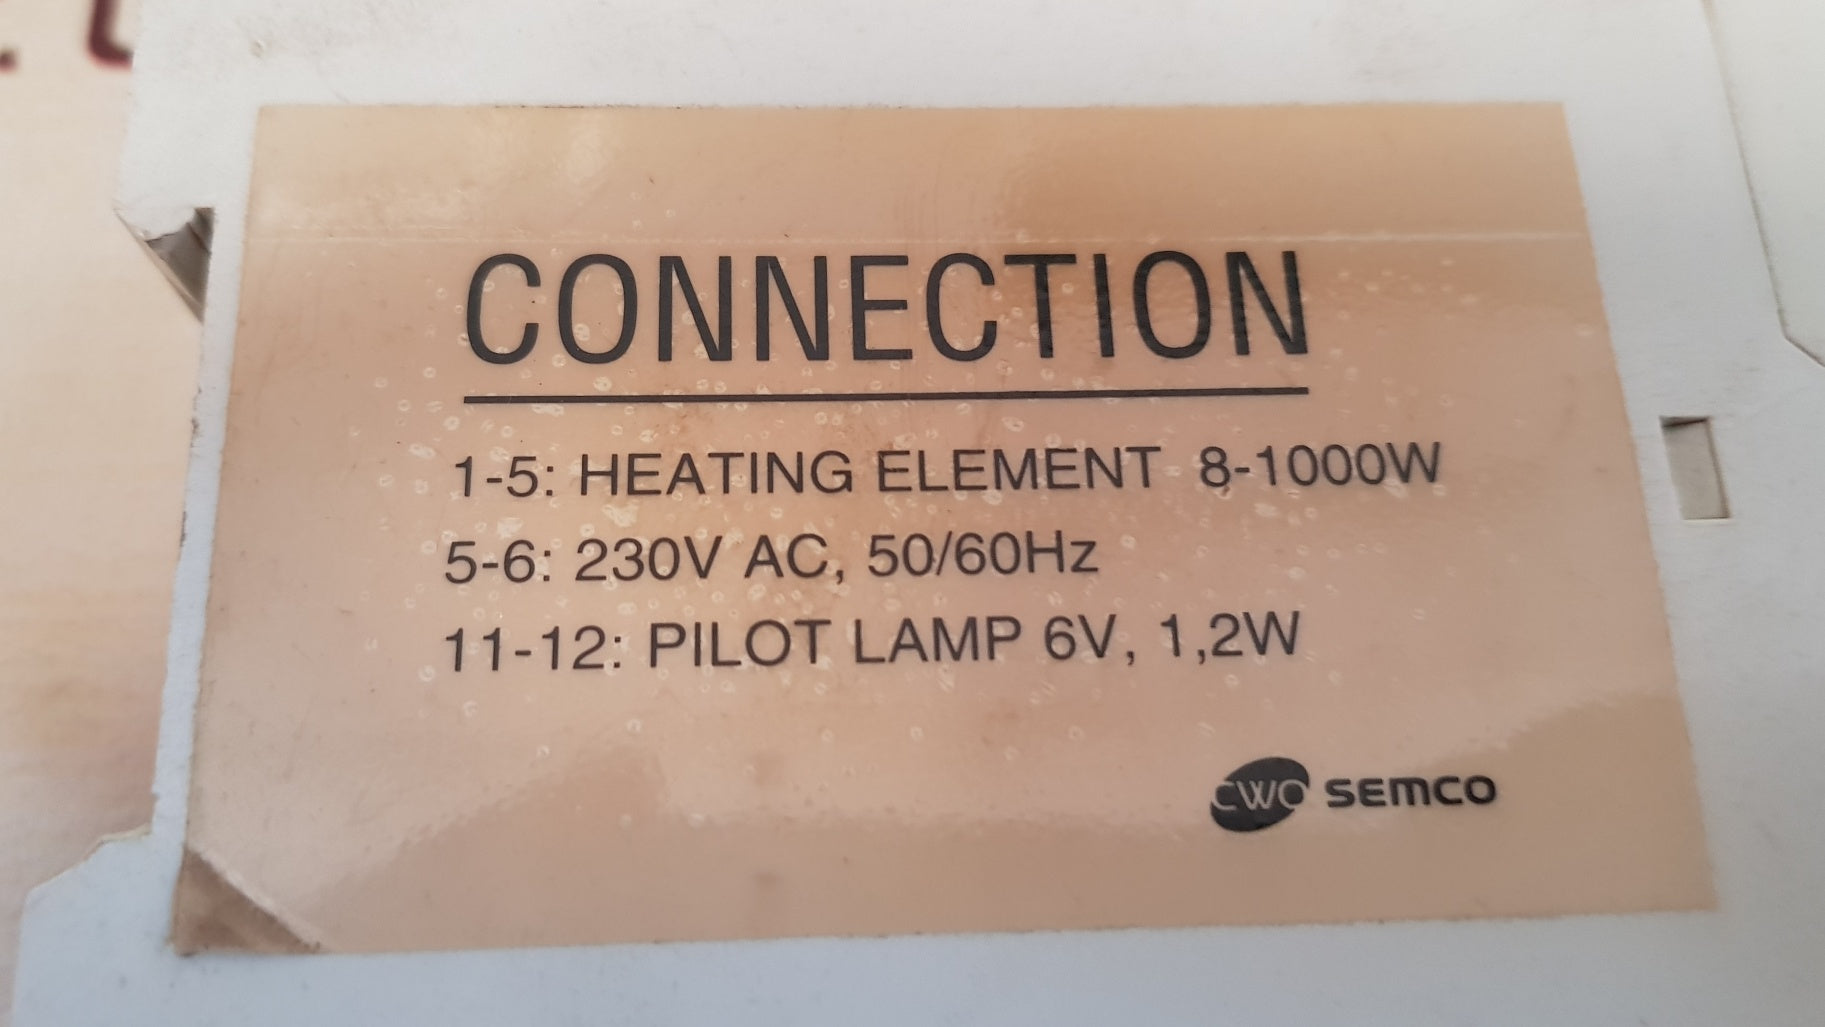 CONNECTION
1-5: HEATING ELEMENT 8-1000W
5-6: 230V AC, 50/60Hz
11-12: PILOT LAMP 6V, 1,2W
CWO SEMCO